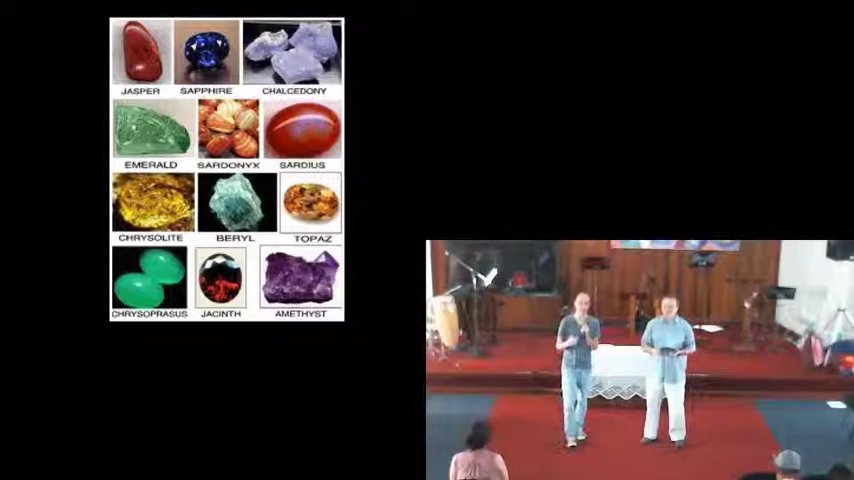 JASPER SAPPHIRE CHALCEDONY
EMERALD SARDONYX SARDIUS
CHRYSOLITE BERYL TOPAZ
CHRYSOPRASUS JACINTH AMETHYST